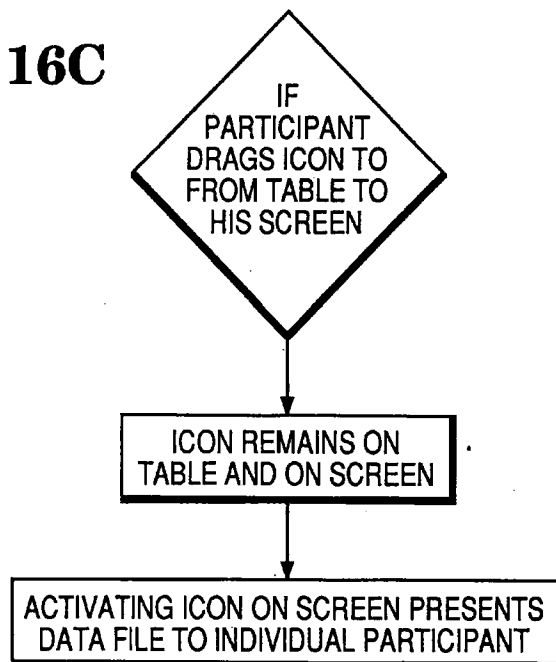 16C
IF
PARTICIPANT
DRAGS ICON TO
FROM TABLE TO
HIS SCREEN
ICON REMAINS ON
TABLE AND ON SCREEN
ACTIVATING ICON ON SCREEN PRESENTS
DATA FILE TO INDIVIDUAL PARTICIPANT